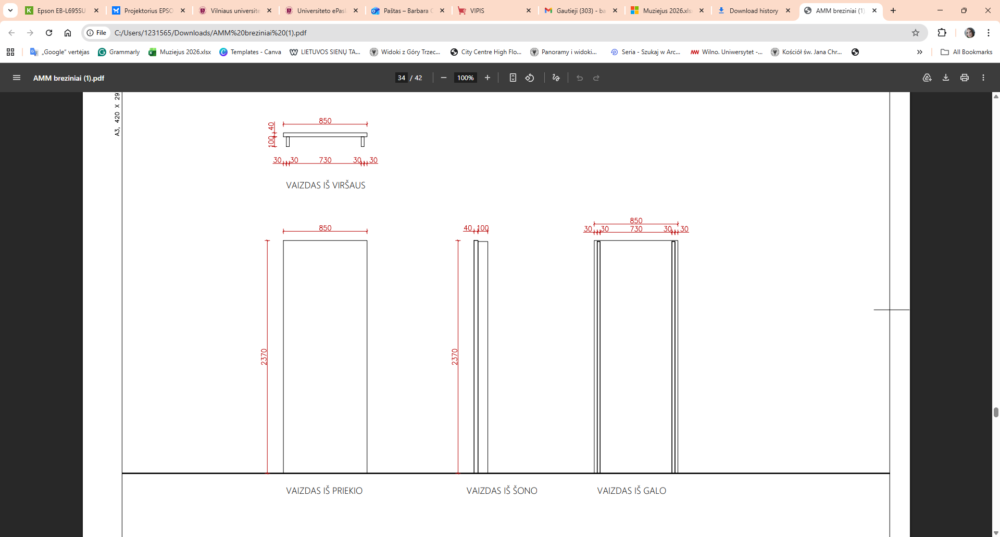 Epson EB-L695SU
Projektorius EPSO
Vilniaus universite
Universiteto ePas
Paštas – Barbara
VIPIS
Gautieji (303) - ba
Muziejus 2026.xls
Download history
AMM breziniai (1)
File
C:/Users/1231565/Downloads/AMM%20breziniai%20(1).pdf
„Google“ vertėjas
Grammarly
Muziejus 2026.xlsx
Templates - Canva
LIETUVOS SIENŲ TA...
Widoki z Góry Trzec...
City Centre High Flo...
Panoramy i widoki...
Seria - Szukaj w Arc...
Wilno. Uniwersytet -...
Kościół św. Jana Chr...
All Bookmarks
AMM breziniai (1).pdf
34 / 42
100%
A3, 420 X 29
850
40
100
30 30 730 30 30
VAIZDAS IŠ VIRŠAUS
850
2370
VAIZDAS IŠ PRIEKIO
40 100
2370
VAIZDAS IŠ ŠONO
850
30 30 730 30 30
VAIZDAS IŠ GALO